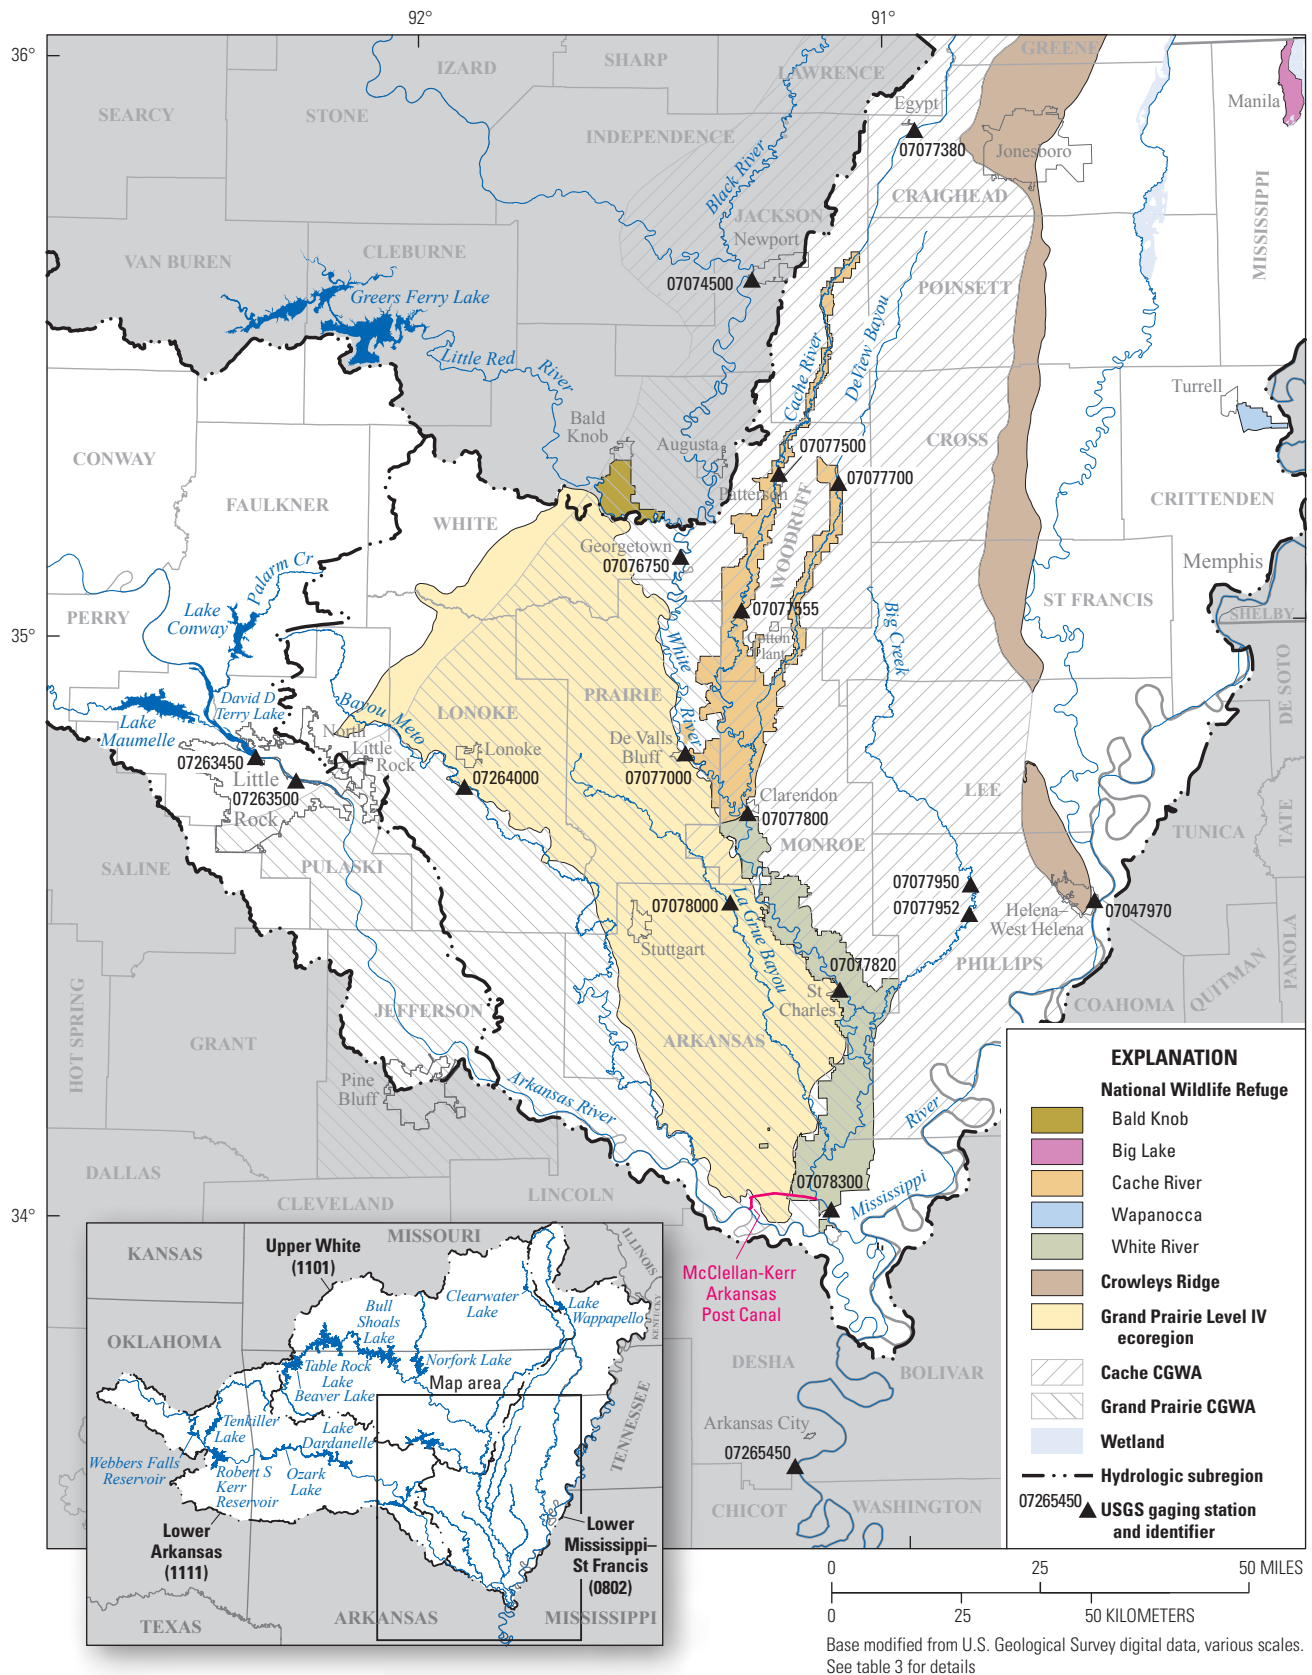 92°
91°
36°
35°
34°
GREENE
SHARP
IZARD
LAWRENCE
SEARCY
STONE
INDEPENDENCE
Egypt
Manila
07077380
Jonesboro
Black River
CRAIGHEAD
JACKSON
Newport
MISSISSIPPI
VAN BUREN
CLEBURNE
07074500
Greers Ferry Lake
POINSETT
Little Red
River
Cache River
DeView Bayou
Turrell
Bald
Knob
Augusta
CROSS
07077500
CONWAY
07077700
Patterson
CRITTENDEN
FAULKNER
WHITE
WOODRUFF
Georgetown
07076750
Memphis
Palarm Cr
PERRY
Lake
Conway
07077555
ST FRANCIS
SHELBY
Cotton
Plant
Big Creek
White
River
DE SOTO
PRAIRIE
David D
Terry Lake
Bayou Meto
LONOKE
Lake
Maumelle
North
Little
Rock
De Valls
Bluff
Lonoke
07263450
07264000
07077000
Little
Rock
07263500
LEE
Clarendon
07077800
TUNICA
TATE
MONROE
SALINE
PULASKI
07077950
07077952
07078000
La Grue Bayou
Helena–
West Helena
07047970
Stuttgart
PANOLA
07077820
PHILLIPS
QUITMAN
COAHOMA
St
Charles
HOT SPRING
JEFFERSON
GRANT
ARKANSAS
Pine
Bluff
Arkansas River
River
DALLAS
07078300
LINCOLN
CLEVELAND
Mississippi
McClellan-Kerr
Arkansas
Post Canal
DESHA
BOLIVAR
Arkansas City
07265450
CHICOT
WASHINGTON
EXPLANATION
National Wildlife Refuge
Bald Knob
Big Lake
Cache River
Wapanocca
White River
Crowleys Ridge
Grand Prairie Level IV
ecoregion
Cache CGWA
Grand Prairie CGWA
Wetland
Hydrologic subregion
07265450
USGS gaging station
and identifier
KANSAS
MISSOURI
ILLINOIS
Upper White
(1101)
Clearwater
Lake
Lake
Wappapello
KENTUCKY
Bull
Shoals
Lake
OKLAHOMA
Table Rock
Lake
Norfork Lake
Beaver Lake
Map area
Tenkiller
Lake
Lake
Dardanelle
TENNESSEE
Webbers Falls
Reservoir
Robert S
Kerr
Reservoir
Ozark
Lake
Lower
Arkansas
(1111)
Lower
Mississippi–
St Francis
(0802)
TEXAS
ARKANSAS
MISSISSIPPI
0 25 50 MILES
0 25 50 KILOMETERS
Base modified from U.S. Geological Survey digital data, various scales.
See table 3 for details